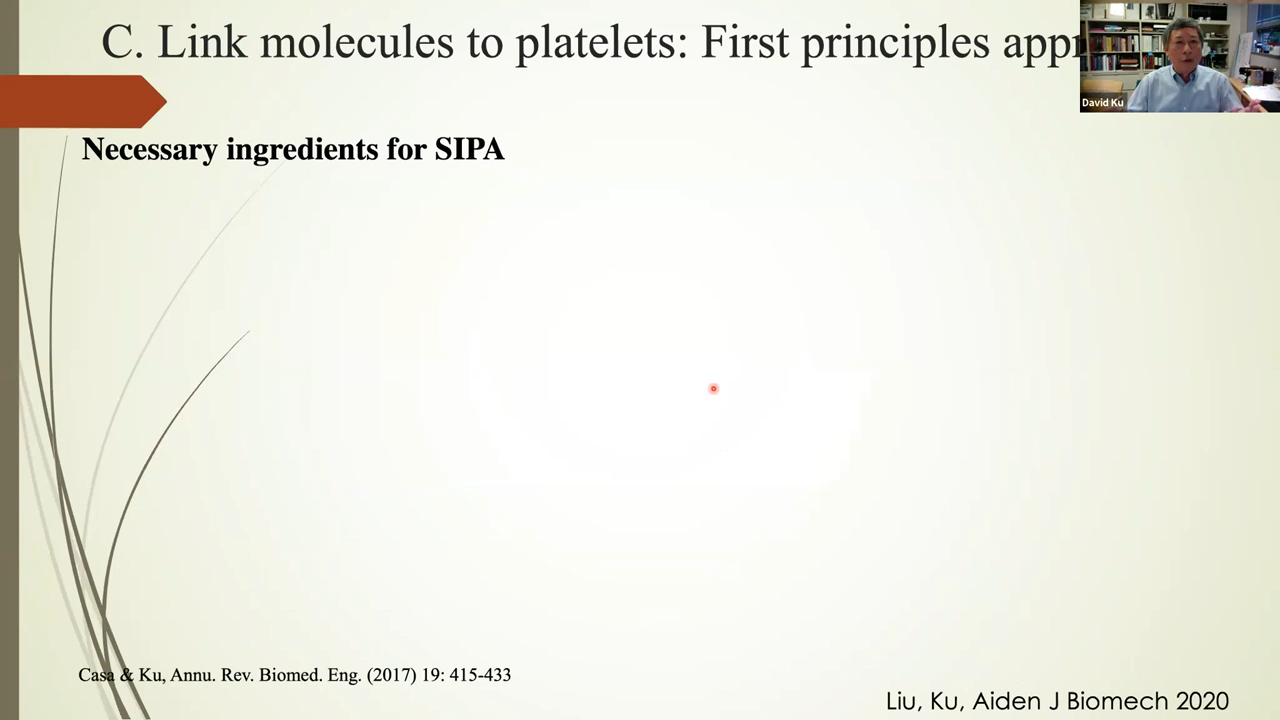 C. Link molecules to platelets: First principles
David Ku
Necessary ingredients for SIPA
Casa & Ku, Annu. Rev. Biomed. Eng. (2017) 19: 415-433
Liu, Ku, Aiden J Biomech 2020